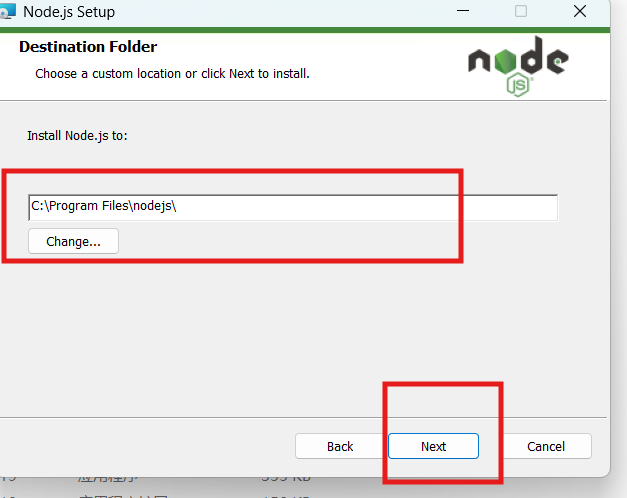 Node.js Setup
Destination Folder
Choose a custom location or click Next to install.
node
JS
Install Node.js to:
C:\Program Files\nodejs\
Change...
Back
Next
Cancel